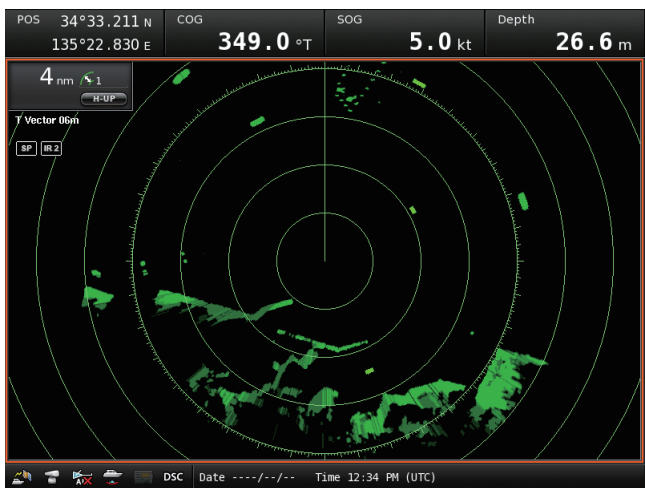 POS 34°33.211 N
135°22.830 E
COG
349.0 °T
SOG
5.0 kt
Depth
26.6 m
4 nm 1
H-UP
T Vector 06m
SP IR 2
DSC Date ----/--/-- Time 12:34 PM (UTC)